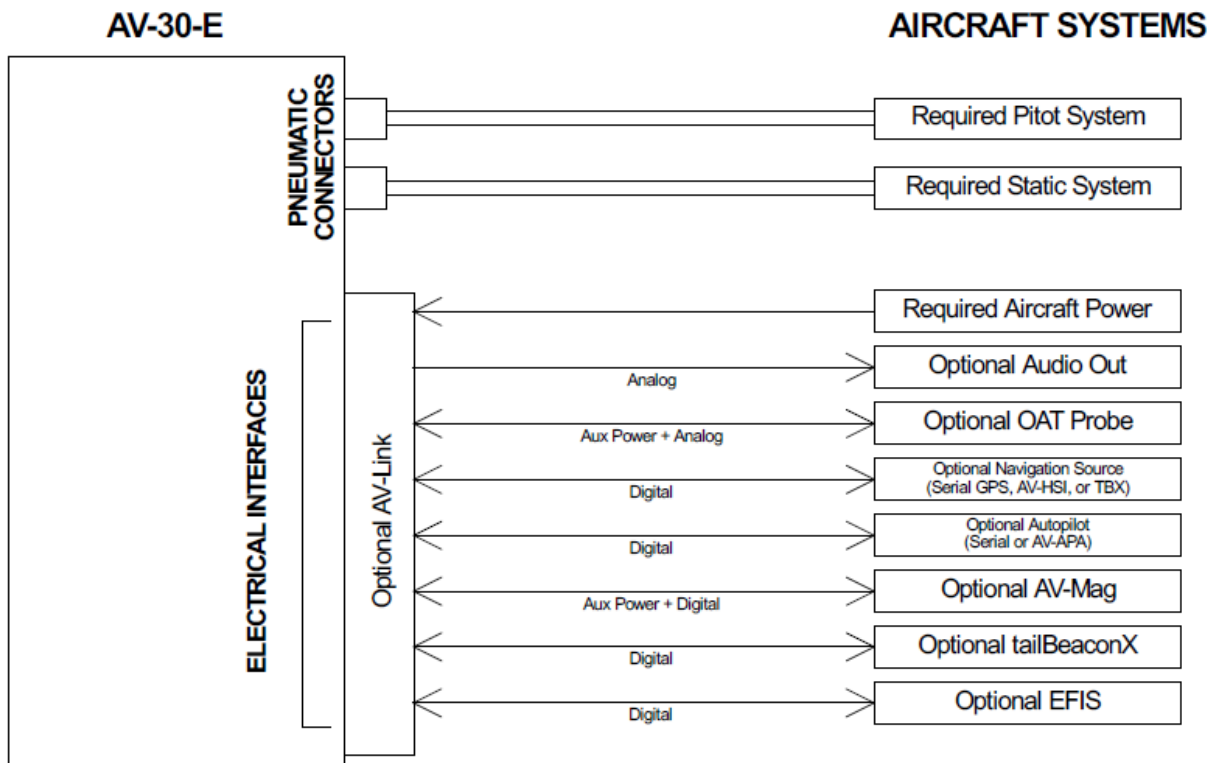 AV-30-E
AIRCRAFT SYSTEMS
PNEUMATIC
CONNECTORS
Required Pitot System
Required Static System
ELECTRICAL INTERFACES
Optional AV-Link
Required Aircraft Power
Analog
Optional Audio Out
Aux Power + Analog
Optional OAT Probe
Digital
Optional Navigation Source
(Serial GPS, AV-HSI, or TBX)
Digital
Optional Autopilot
(Serial or AV-APA)
Aux Power + Digital
Optional AV-Mag
Digital
Optional tailBeaconX
Digital
Optional EFIS